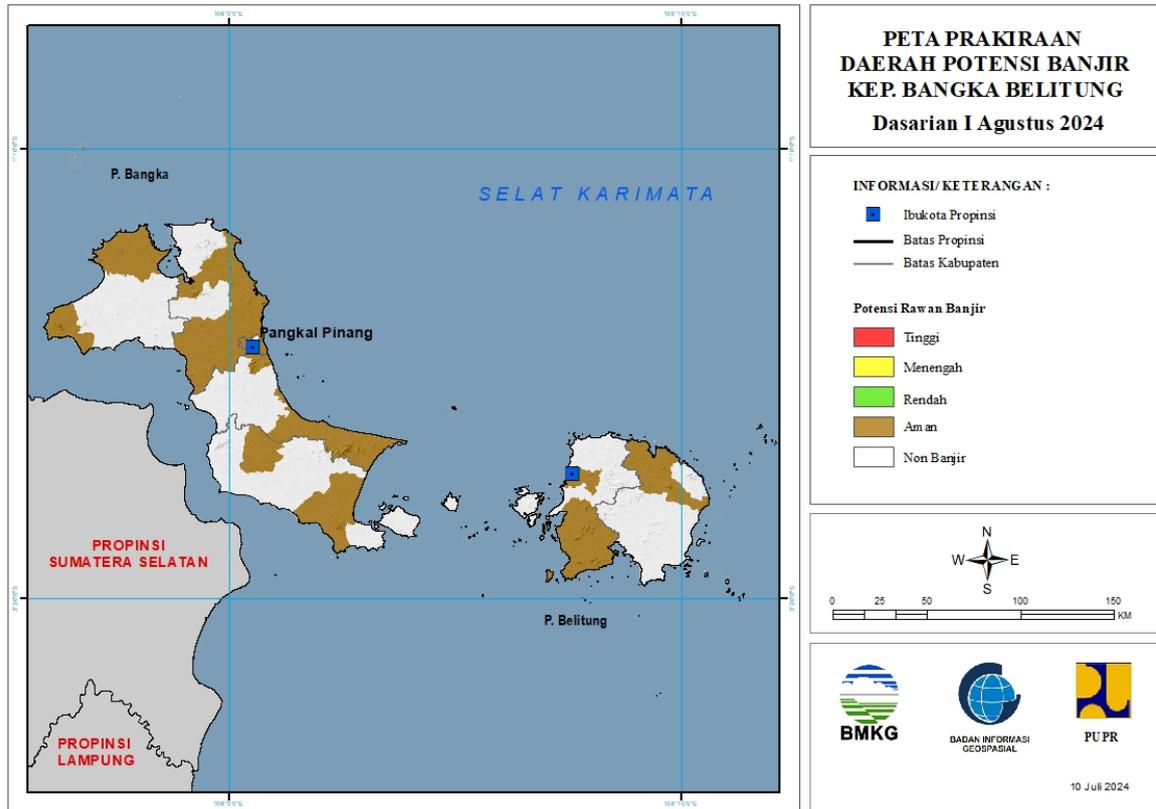 PETA PRAKIRAAN
DAERAH POTENSI BANJIR
KEP. BANGKA BELITUNG
Dasarian I Agustus 2024
P. Bangka
SELAT KARIMATA
Pangkal Pinang
P. Belitung
PROPINSI
SUMATERA SELATAN
PROPINSI
LAMPUNG
INFORMASI/ KETERANGAN :
Ibukota Propinsi
Batas Propinsi
Batas Kabupaten
Potensi Rawan Banjir
Tinggi
Menengah
Rendah
Aman
Non Banjir
N
W E
S
0 25 50 100 150
KM
BMKG
BADAN INFORMASI
GEOSPASIAL
PUPR
10 Juli 2024